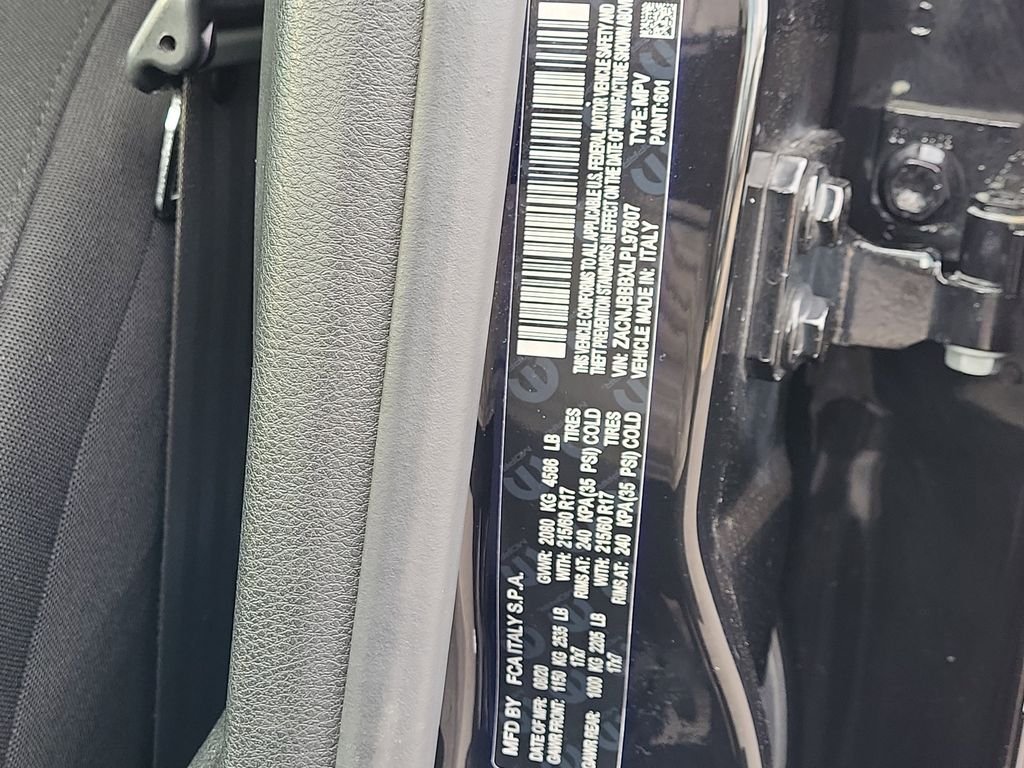 MFD BY FCA ITALY S.P.A.
DATE OF MFR: GVWR: 2080 KG 4586 LB
GAWR FRONT: 1150 KG 2535 LB WITH: 215/60 R17 TIRES
17x7 RIMS AT: 240 KPA(35 PSI) COLD
GAWR REAR: 1000 KG 2205 LB WITH: 215/60 R17 TIRES
17x7 RIMS AT: 240 KPA(35 PSI) COLD
THIS VEHICLE CONFORMS TO ALL APPLICABLE U.S. FEDERAL MOTOR VEHICLE SAFETY AND
THEFT PREVENTION STANDARDS IN EFFECT ON THE DATE OF MANUFACTURE SHOWN ABOVE
VIN: ZACNJBBBXLPL97807 TYPE: MPV
VEHICLE MADE IN: ITALY PAINT: 601